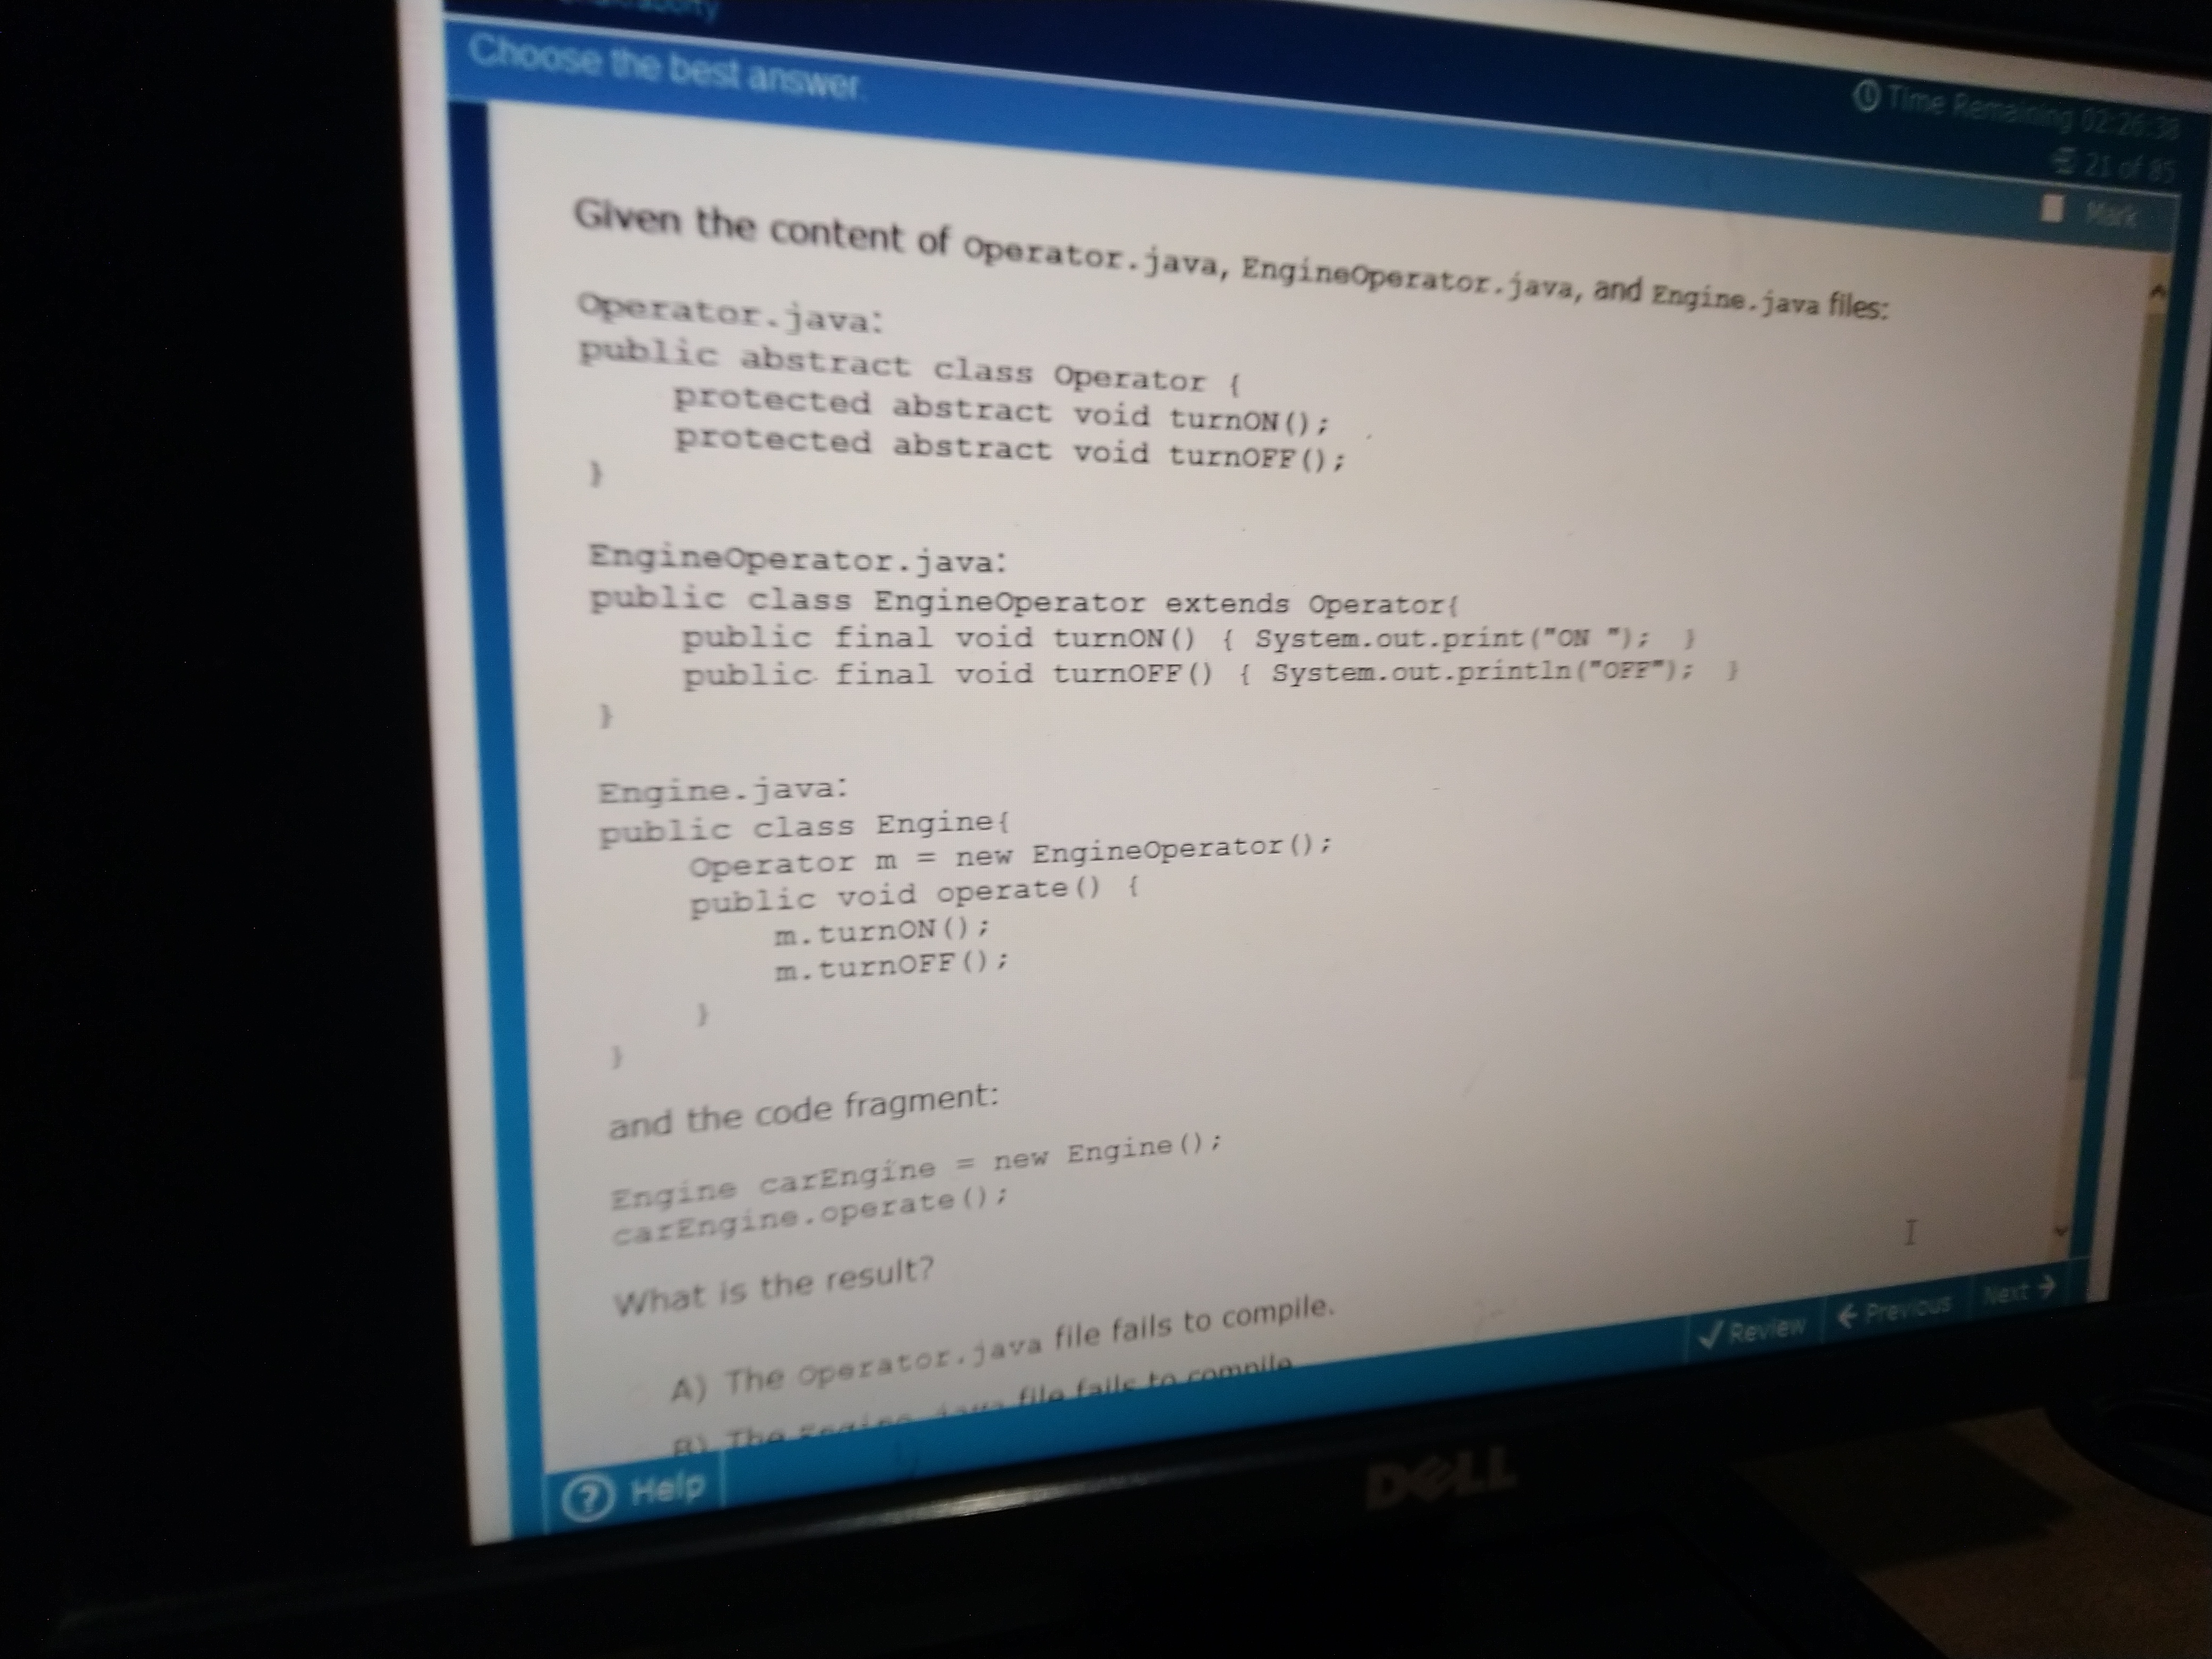 Choose the best answer.
Time Remaining 02:26:38
21 of 85
Mark
Given the content of Operator.java, EngineOperator.java, and Engine.java files:
Operator.java:
public abstract class Operator {
protected abstract void turnON();
protected abstract void turnOFF();
}
EngineOperator.java:
public class EngineOperator extends Operator{
public final void turnON() { System.out.print("ON "); }
public final void turnOFF() { System.out.println("OFF"); }
}
Engine.java:
public class Engine{
Operator m = new EngineOperator();
public void operate() {
m.turnON();
m.turnOFF();
}
}
and the code fragment:
Engine carEngine = new Engine();
carEngine.operate();
What is the result?
A) The Operator.java file fails to compile.
B) The Engine.java file fails to compile.
Review
Previous
Next
? Help
DELL